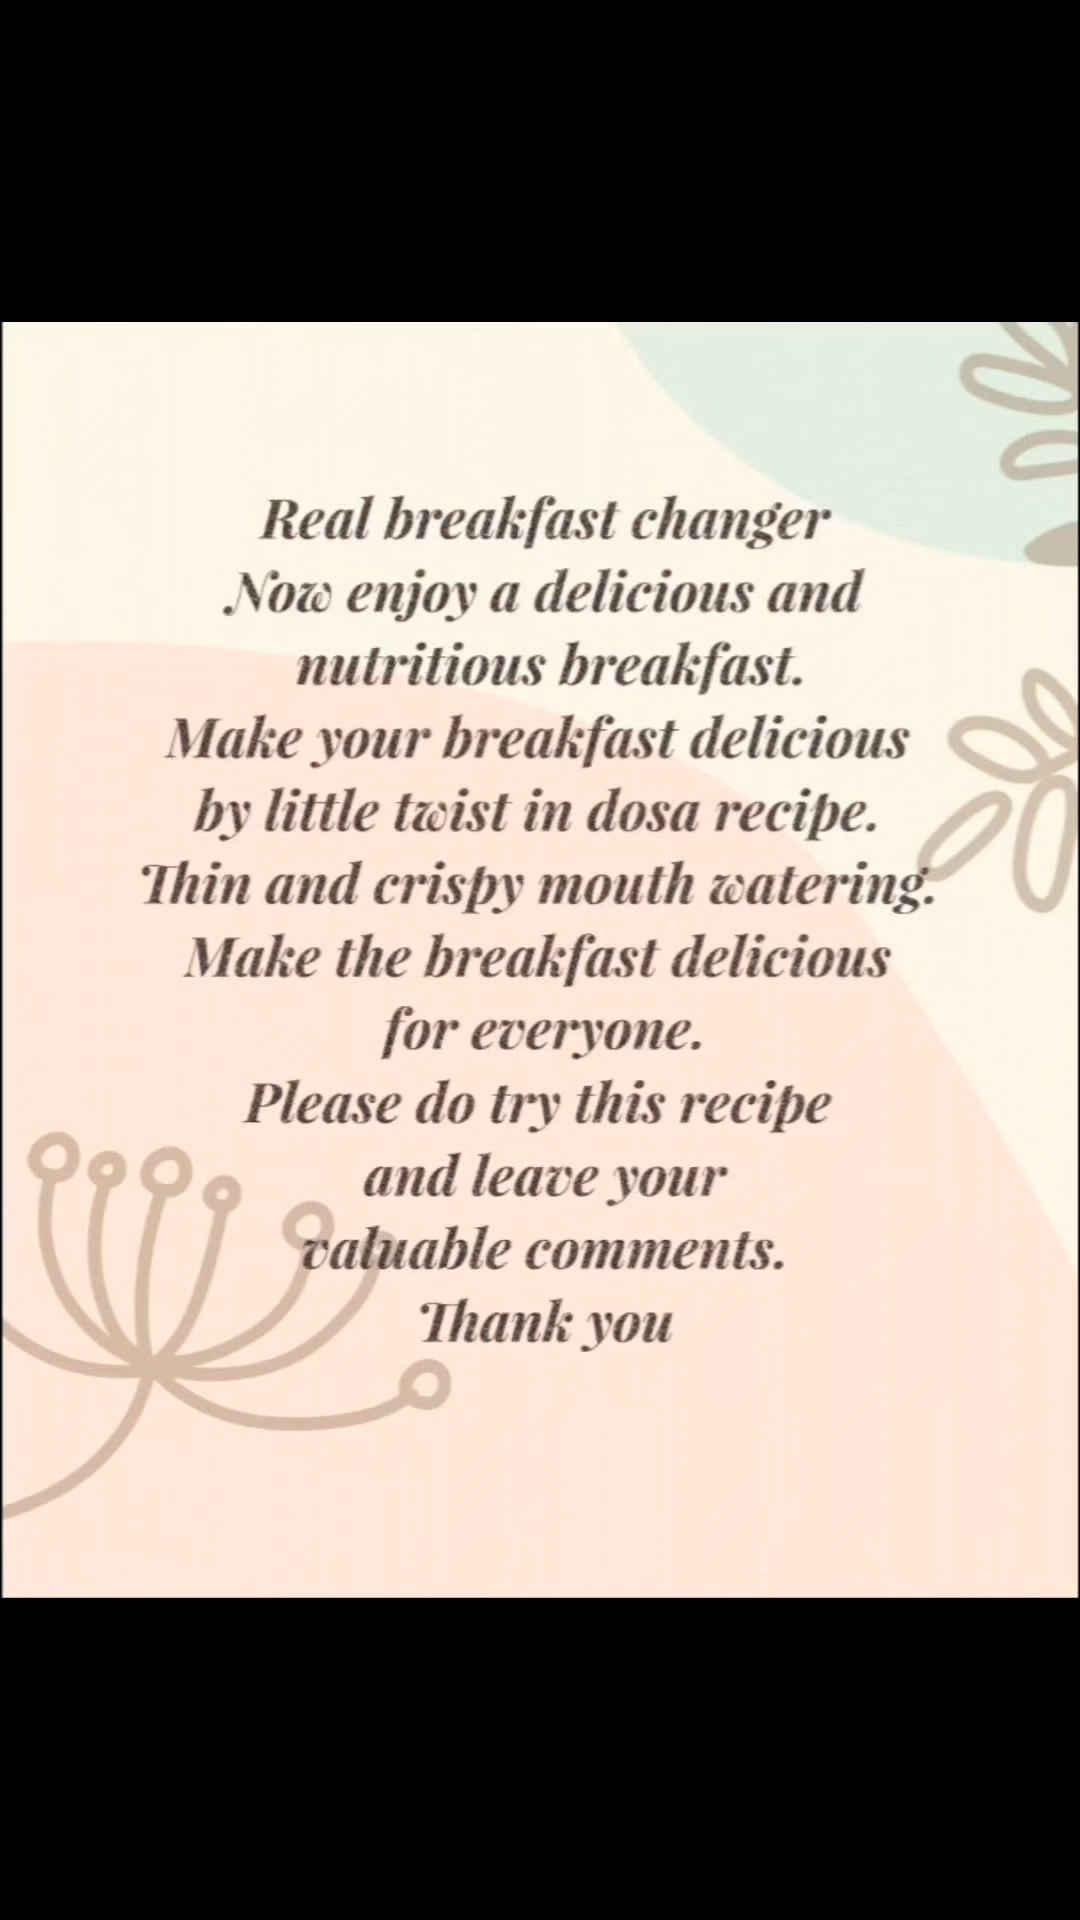 Real breakfast changer
Now enjoy a delicious and
nutritious breakfast.
Make your breakfast delicious
by little twist in dosa recipe.
Thin and crispy mouth watering.
Make the breakfast delicious
for everyone.
Please do try this recipe
and leave your
valuable comments.
Thank you